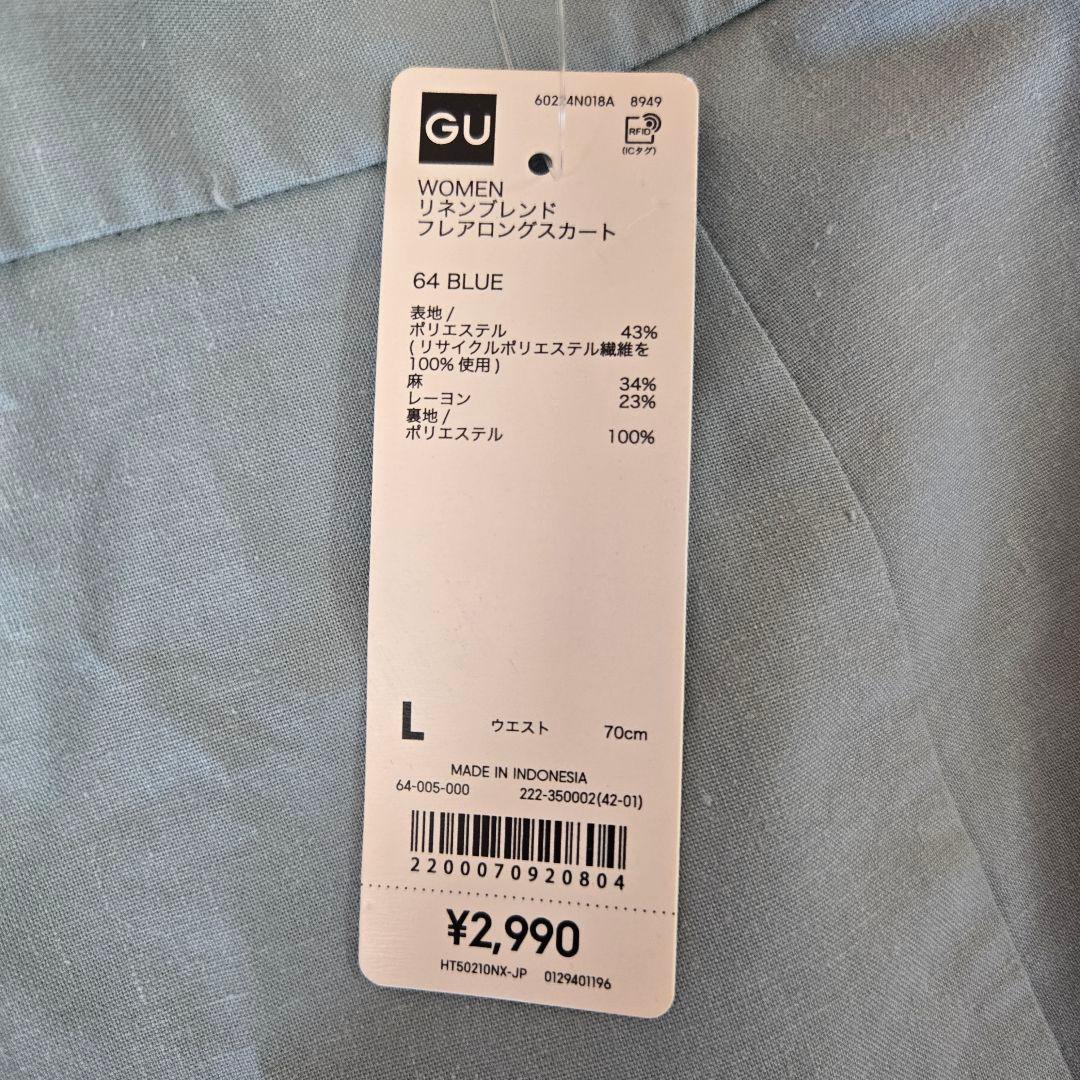 GU
8949
RFID
(ICタグ)
WOMEN
リネンブレンド
フレアロングスカート
64 BLUE
表地 /
ポリエステル 43%
( リサイクルポリエステル繊維を
100% 使用 )
麻 34%
レーヨン 23%
裏地 /
ポリエステル 100%
L ウエスト 70cm
MADE IN INDONESIA
64-005-000 222-350002(42-01)
2200070920804
¥2,990
HT50210NX-JP 0129401196